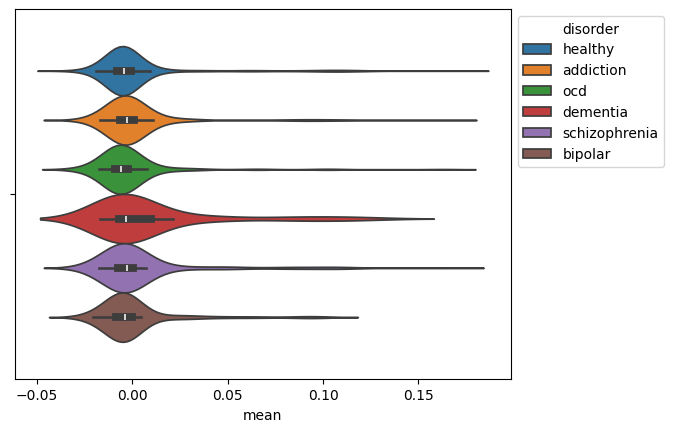 disorder
healthy
addiction
ocd
dementia
schizophrenia
bipolar
−0.05 0.00 0.05 0.10 0.15
mean